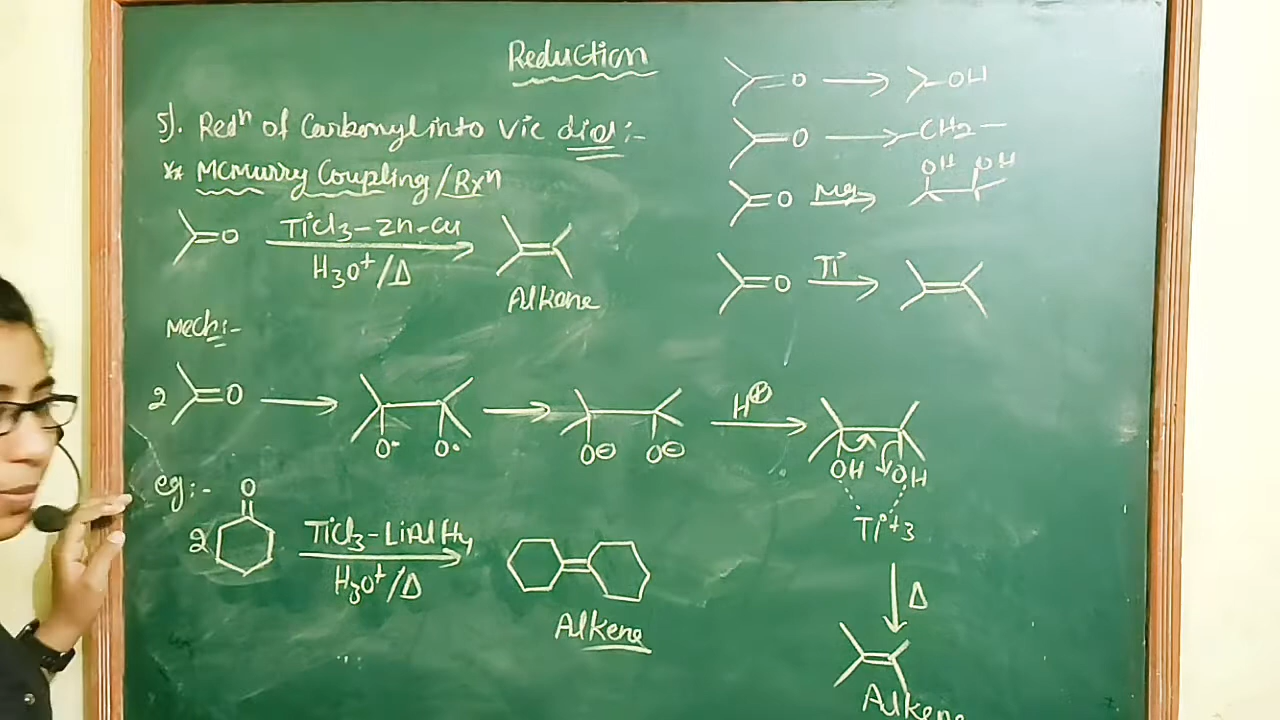 Reduction
5). Redⁿ of Carbonyl into Vic diol:-
** McMurry Coupling/Rxⁿ
=O TiCl3-Zn-Cu
H3O⁺/Δ
Alkene
Mech:-
2 =O
O· O·
O⊖ O⊖
H⊕
OH OH
Ti⁺3
Δ
Alkene
eg:-
O
2 TiCl3-LiAlH4
H3O⁺/Δ
Alkene
=O → -OH
=O → -CH2-
OH OH
=O Mg
=O Ti